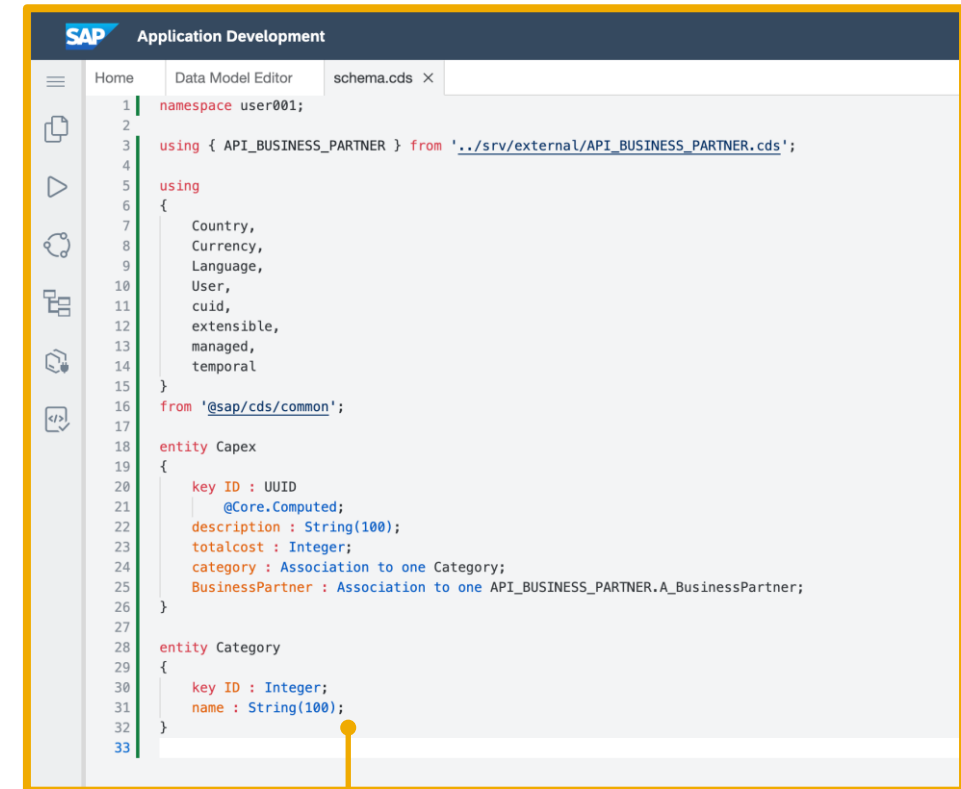 SAP Application Development
Home Data Model Editor schema.cds ×
1 namespace user001;
2
3 using { API_BUSINESS_PARTNER } from '../srv/external/API_BUSINESS_PARTNER.cds';
4
5 using
6 {
7 Country,
8 Currency,
9 Language,
10 User,
11 cuid,
12 extensible,
13 managed,
14 temporal
15 }
16 from '@sap/cds/common';
17
18 entity Capex
19 {
20 key ID : UUID
21 @Core.Computed;
22 description : String(100);
23 totalcost : Integer;
24 category : Association to one Category;
25 BusinessPartner : Association to one API_BUSINESS_PARTNER.A_BusinessPartner;
26 }
27
28 entity Category
29 {
30 key ID : Integer;
31 name : String(100);
32 }
33